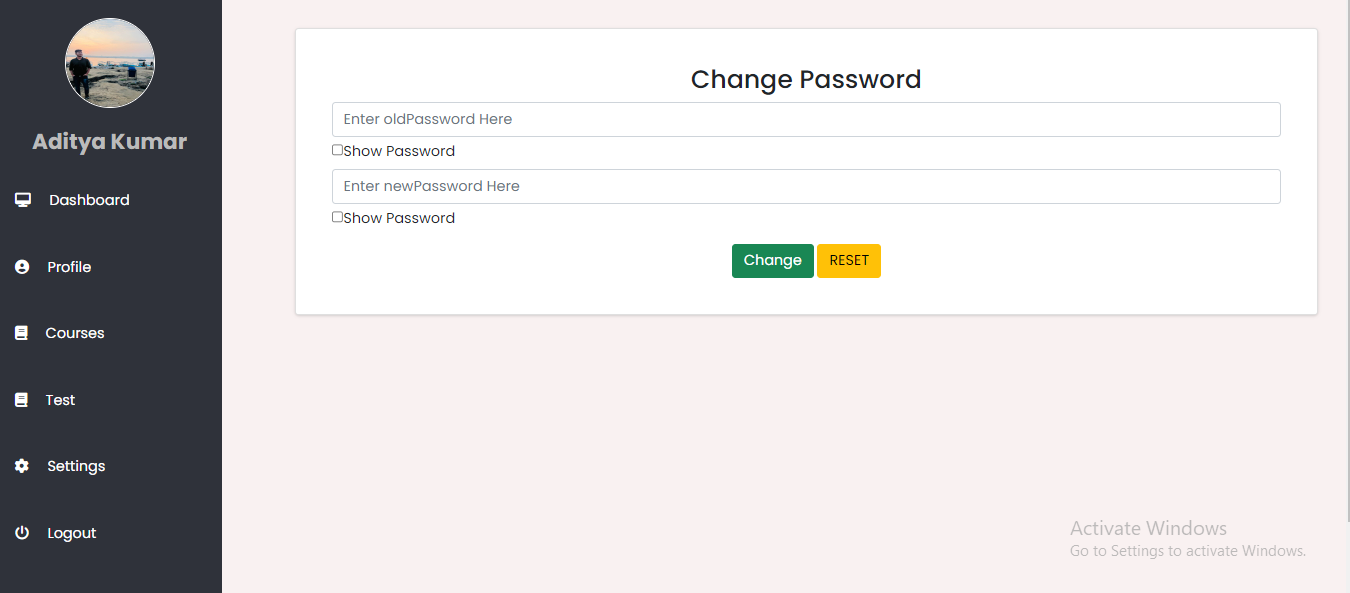 Aditya Kumar
Dashboard
Profile
Courses
Test
Settings
Logout
Change Password
Enter oldPassword Here
Show Password
Enter newPassword Here
Show Password
Change RESET
Activate Windows
Go to Settings to activate Windows.